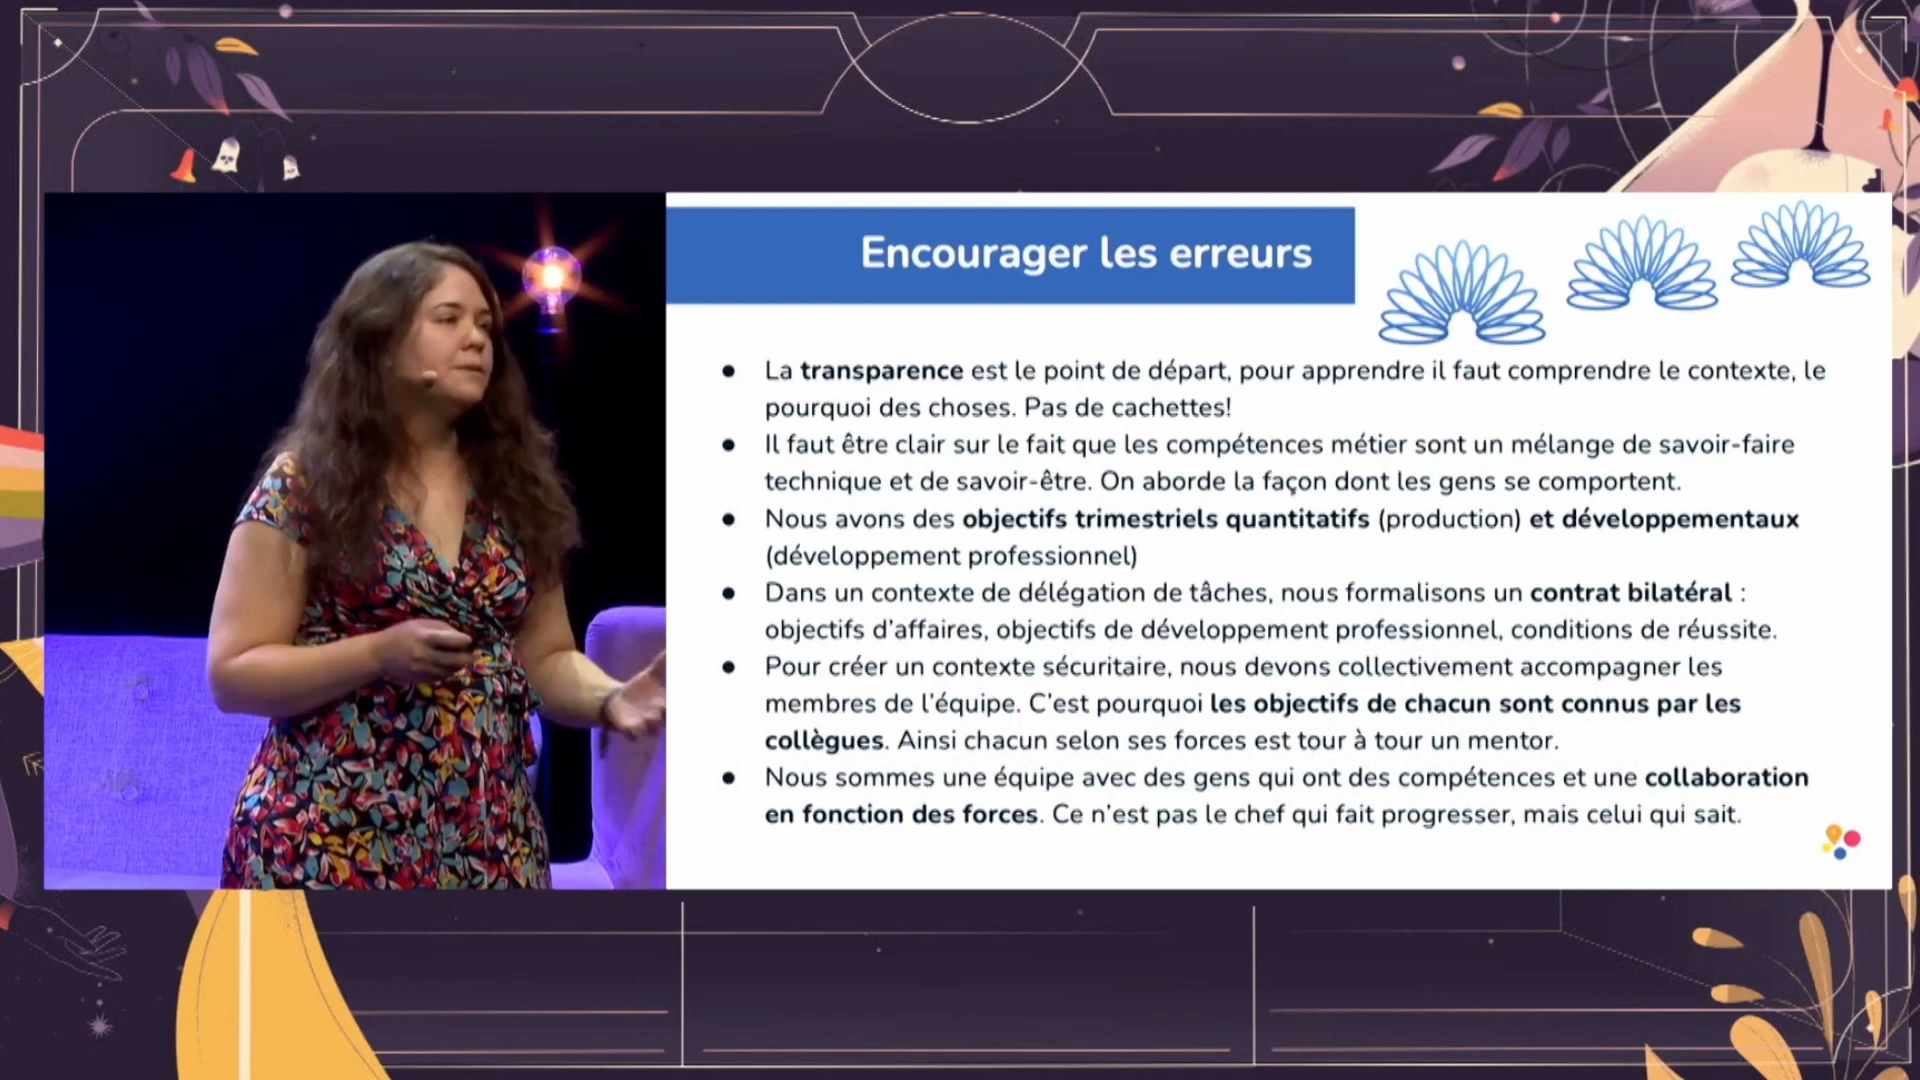 Encourager les erreurs
● La transparence est le point de départ, pour apprendre il faut comprendre le contexte, le
pourquoi des choses. Pas de cachettes!
● Il faut être clair sur le fait que les compétences métier sont un mélange de savoir-faire
technique et de savoir-être. On aborde la façon dont les gens se comportent.
● Nous avons des objectifs trimestriels quantitatifs (production) et développementaux
(développement professionnel)
● Dans un contexte de délégation de tâches, nous formalisons un contrat bilatéral :
objectifs d’affaires, objectifs de développement professionnel, conditions de réussite.
● Pour créer un contexte sécuritaire, nous devons collectivement accompagner les
membres de l’équipe. C’est pourquoi les objectifs de chacun sont connus par les
collègues. Ainsi chacun selon ses forces est tour à tour un mentor.
● Nous sommes une équipe avec des gens qui ont des compétences et une collaboration
en fonction des forces. Ce n’est pas le chef qui fait progresser, mais celui qui sait.